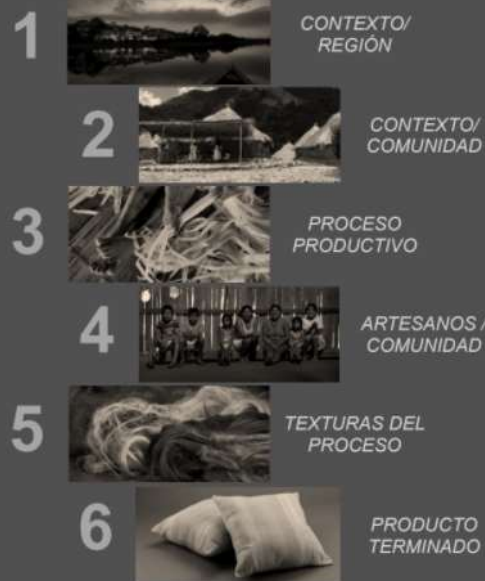 1
CONTEXTO/
REGIÓN
2
CONTEXTO/
COMUNIDAD
3
PROCESO
PRODUCTIVO
4
ARTESANOS /
COMUNIDAD
5
TEXTURAS DEL
PROCESO
6
PRODUCTO
TERMINADO